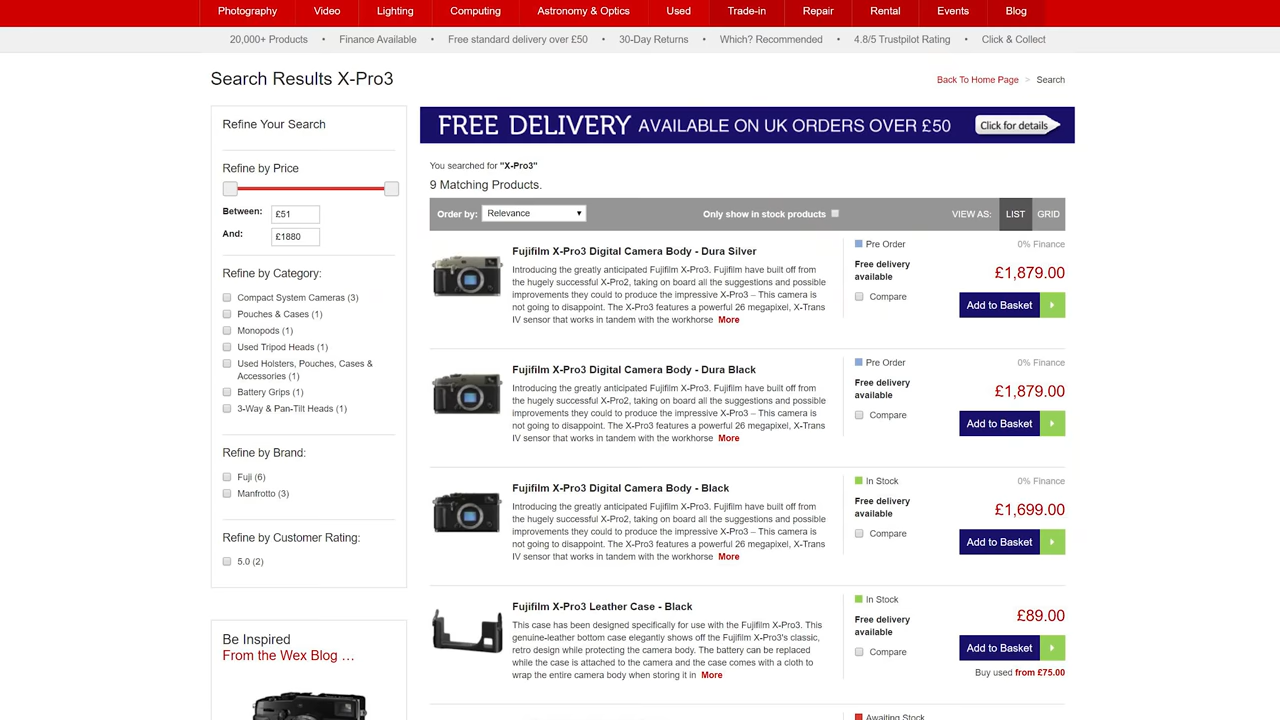 Photography Video Lighting Computing Astronomy & Optics Used Trade-in Repair Rental Events Blog
20,000+ Products • Finance Available • Free standard delivery over £50 • 30-Day Returns • Which? Recommended • 4.8/5 Trustpilot Rating • Click & Collect
Search Results X-Pro3
Back To Home Page > Search
Refine Your Search
Refine by Price
Between: £51
And: £1880
Refine by Category:
Compact System Cameras (3)
Pouches & Cases (1)
Monopods (1)
Used Tripod Heads (1)
Used Holsters, Pouches, Cases &
Accessories (1)
Battery Grips (1)
3-Way & Pan-Tilt Heads (1)
Refine by Brand:
Fuji (6)
Manfrotto (3)
Refine by Customer Rating:
5.0 (2)
Be Inspired
From the Wex Blog …
FREE DELIVERY AVAILABLE ON UK ORDERS OVER £50 Click for details
You searched for "X-Pro3"
9 Matching Products.
Order by: Relevance Only show in stock products VIEW AS: LIST GRID
Fujifilm X-Pro3 Digital Camera Body - Dura Silver
Introducing the greatly anticipated Fujifilm X-Pro3. Fujifilm have built off from
the hugely successful X-Pro2, taking on board all the suggestions and possible
improvements they could to produce the impressive X-Pro3 – This camera is
not going to disappoint. The X-Pro3 features a powerful 26 megapixel, X-Trans
IV sensor that works in tandem with the workhorse More
Pre Order
Free delivery
available
Compare
0% Finance
£1,879.00
Add to Basket
Fujifilm X-Pro3 Digital Camera Body - Dura Black
Introducing the greatly anticipated Fujifilm X-Pro3. Fujifilm have built off from
the hugely successful X-Pro2, taking on board all the suggestions and possible
improvements they could to produce the impressive X-Pro3 – This camera is
not going to disappoint. The X-Pro3 features a powerful 26 megapixel, X-Trans
IV sensor that works in tandem with the workhorse More
Pre Order
Free delivery
available
Compare
0% Finance
£1,879.00
Add to Basket
Fujifilm X-Pro3 Digital Camera Body - Black
Introducing the greatly anticipated Fujifilm X-Pro3. Fujifilm have built off from
the hugely successful X-Pro2, taking on board all the suggestions and possible
improvements they could to produce the impressive X-Pro3 – This camera is
not going to disappoint. The X-Pro3 features a powerful 26 megapixel, X-Trans
IV sensor that works in tandem with the workhorse More
In Stock
Free delivery
available
Compare
0% Finance
£1,699.00
Add to Basket
Fujifilm X-Pro3 Leather Case - Black
This case has been designed specifically for use with the Fujifilm X-Pro3. This
genuine-leather bottom case elegantly shows off the Fujifilm X-Pro3's classic,
retro design while protecting the camera body. The battery can be replaced
while the case is attached to the camera and the case comes with a cloth to
wrap the entire camera body when storing it in More
In Stock
Free delivery
available
Compare
£89.00
Add to Basket
Buy used from £75.00
Awaiting Stock